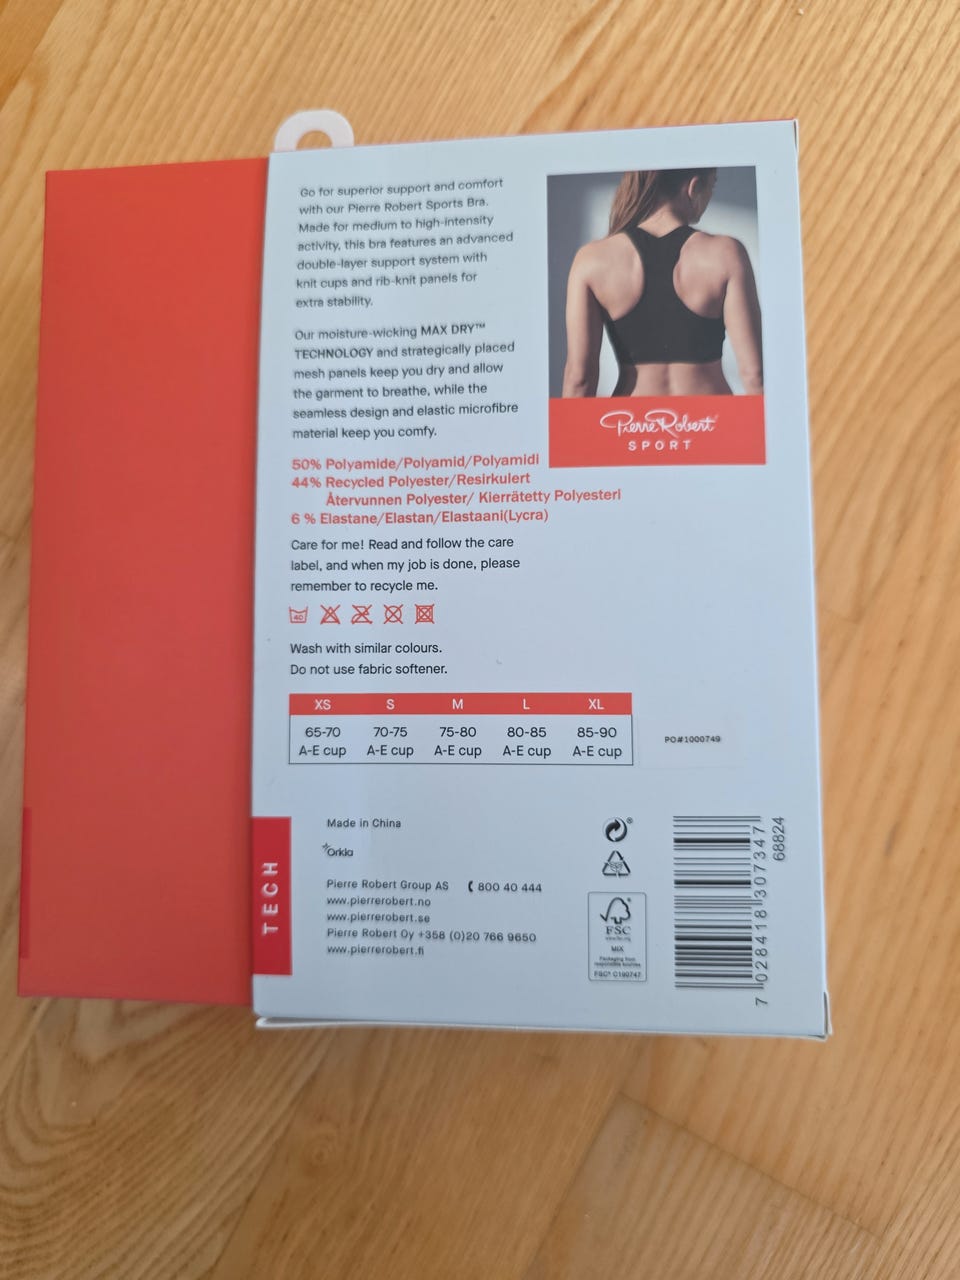 Go for superior support and comfort
with our Pierre Robert Sports Bra.
Made for medium to high-intensity
activity, this bra features an advanced
double-layer support system with
knit cups and rib-knit panels for
extra stability.
Our moisture-wicking MAX DRY™
TECHNOLOGY and strategically placed
mesh panels keep you dry and allow
the garment to breathe, while the
seamless design and elastic microfibre
material keep you comfy.
Pierre Robert
SPORT
50% Polyamide/Polyamid/Polyamidi
44% Recycled Polyester/Resirkulert
Återvunnen Polyester/ Kierrätetty Polyesteri
6 % Elastane/Elastan/Elastaani(Lycra)
Care for me! Read and follow the care
label, and when my job is done, please
remember to recycle me.
40
Wash with similar colours.
Do not use fabric softener.
XS S M L XL
65-70 70-75 75-80 80-85 85-90
A-E cup A-E cup A-E cup A-E cup A-E cup
PO#1000749
Made in China
Orkla
Pierre Robert Group AS 800 40 444
www.pierrerobert.no
www.pierrerobert.se
Pierre Robert Oy +358 (0)20 766 9650
www.pierrerobert.fi
TECH
FSC
www.fsc.org
MIX
Packaging from
responsible sources
FSC® C190747
7 028418 307347
68824